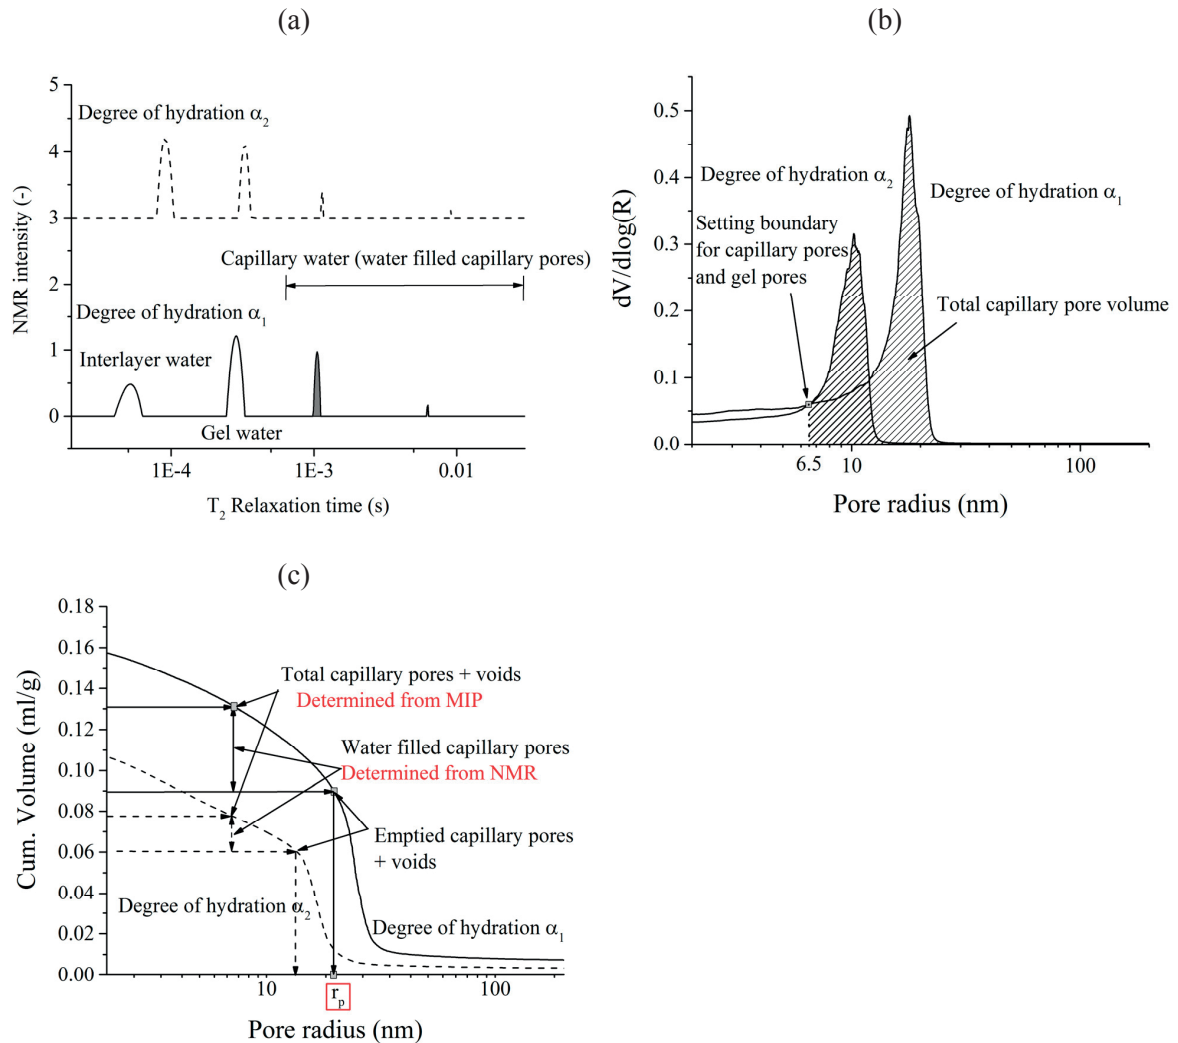 (a)
5
Degree of hydration α2
4
3
Capillary water (water filled capillary pores)
2
Degree of hydration α1
1
Interlayer water
0
Gel water
1E-4
1E-3
0.01
NMR intensity (-)
T2 Relaxation time (s)
(b)
0.5
0.4
0.3
0.2
0.1
0.0
dV/dlog(R)
Degree of hydration α2
Degree of hydration α1
Setting boundary
for capillary pores
and gel pores
Total capillary pore volume
6.5
10
100
Pore radius (nm)
(c)
0.18
0.16
0.14
0.12
0.10
0.08
0.06
0.04
0.02
0.00
Cum. Volume (ml/g)
Total capillary pores + voids
Determined from MIP
Water filled capillary pores
Determined from NMR
Emptied capillary pores
+ voids
Degree of hydration α2
Degree of hydration α1
10
rp
100
Pore radius (nm)